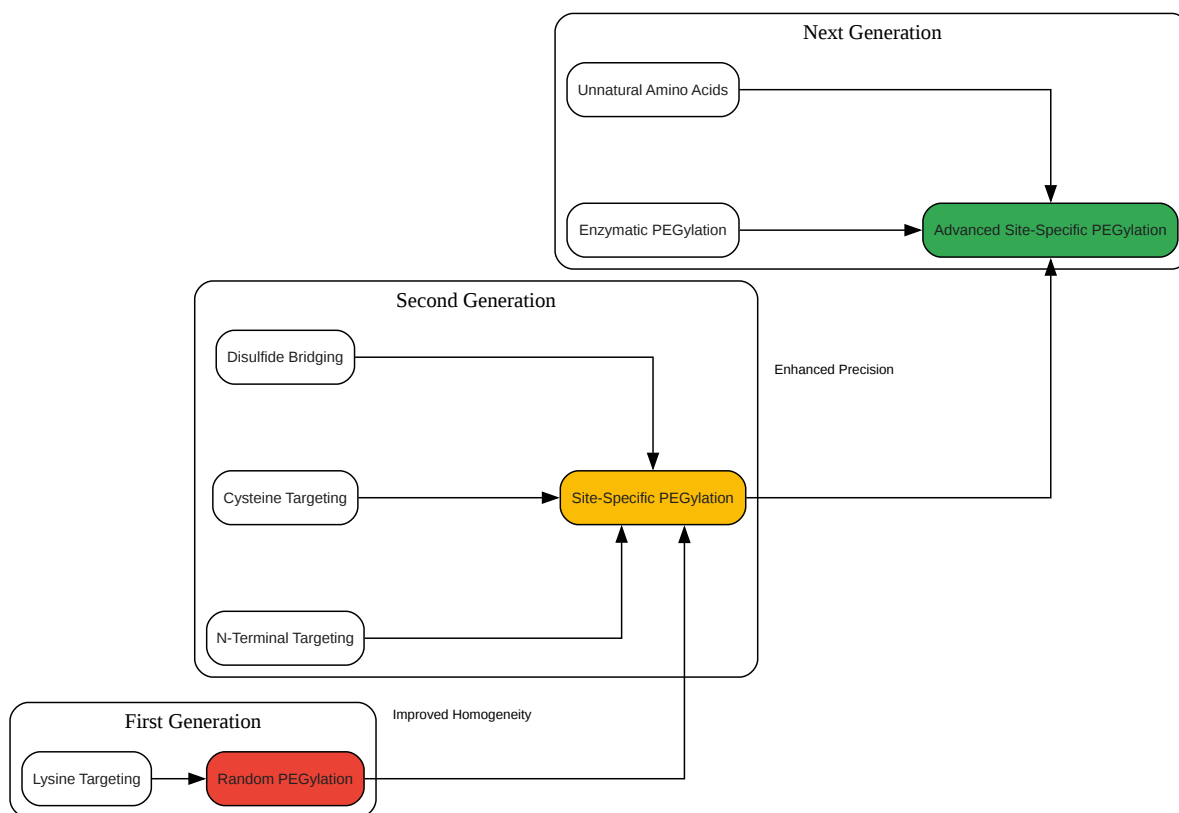 Next Generation
Unnatural Amino Acids
Enzymatic PEGylation
Advanced Site-Specific PEGylation
Second Generation
Disulfide Bridging
Enhanced Precision
Cysteine Targeting
Site-Specific PEGylation
N-Terminal Targeting
Improved Homogeneity
First Generation
Lysine Targeting
Random PEGylation